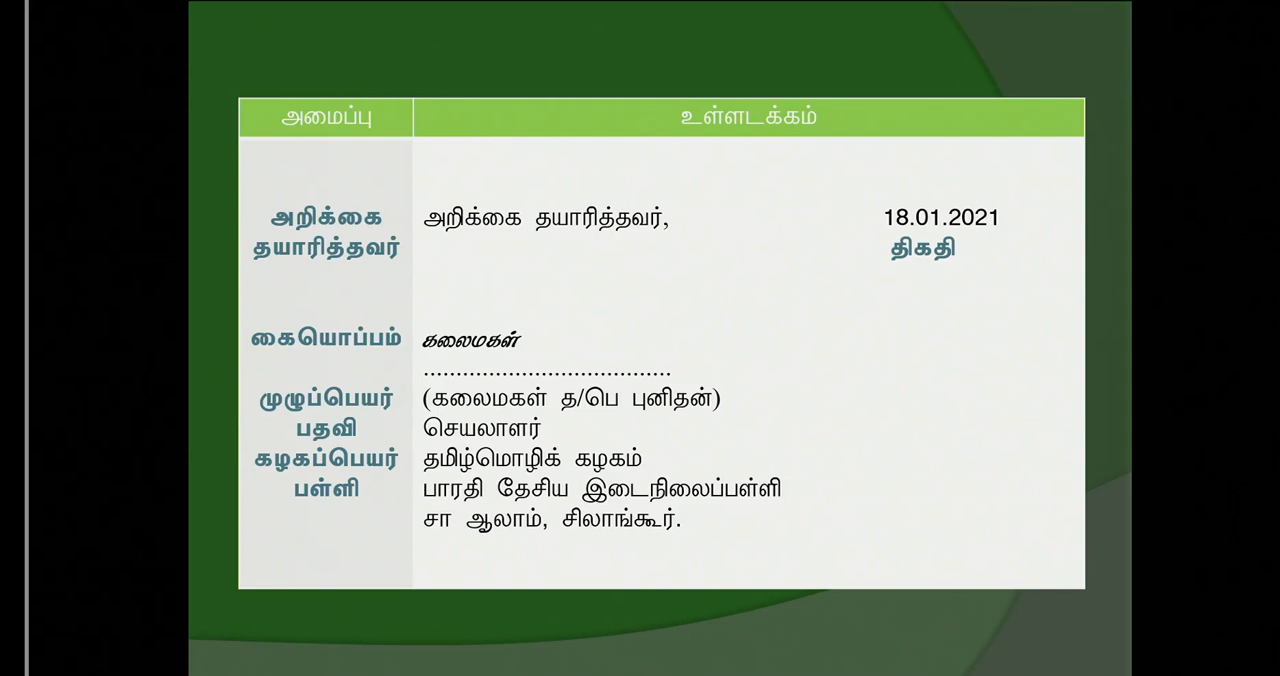 அமைப்பு உள்ளடக்கம்
அறிக்கை அறிக்கை தயாரித்தவர், 18.01.2021
தயாரித்தவர் திகதி
கையொப்பம் கலைமகள்
.....................................
முழுப்பெயர் (கலைமகள் த/பெ புனிதன்)
பதவி செயலாளர்
கழகப்பெயர் தமிழ்மொழிக் கழகம்
பள்ளி பாரதி தேசிய இடைநிலைப்பள்ளி
சா ஆலாம், சிலாங்கூர்.